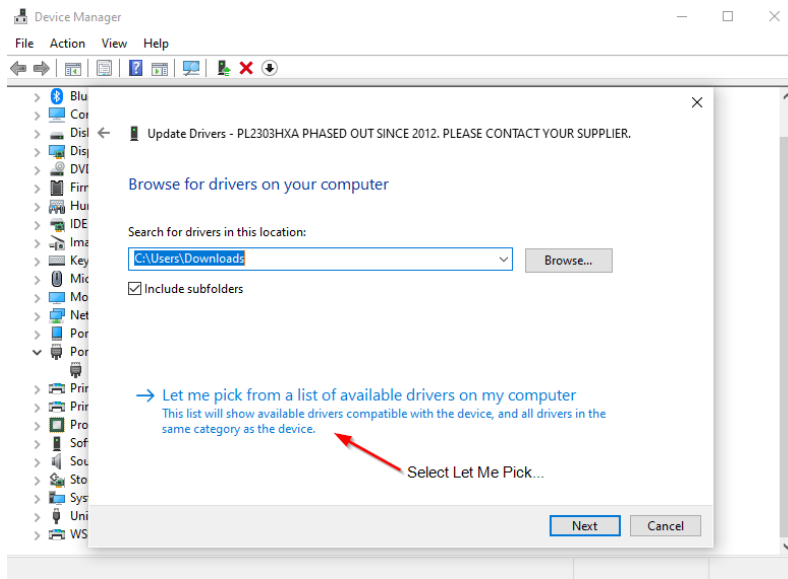 Device Manager
File Action View Help
Blu
Cor
Disk
Disp
DVI
Firr
Hur
IDE
Ima
Key
Mic
Mo
Net
Por
Por
Prir
Prir
Pro
Sof
Sou
Sto
Sys
Uni
WS
Update Drivers - PL2303HXA PHASED OUT SINCE 2012. PLEASE CONTACT YOUR SUPPLIER.
Browse for drivers on your computer
Search for drivers in this location:
C:\Users\Downloads
Browse...
Include subfolders
Let me pick from a list of available drivers on my computer
This list will show available drivers compatible with the device, and all drivers in the
same category as the device.
Select Let Me Pick...
Next Cancel